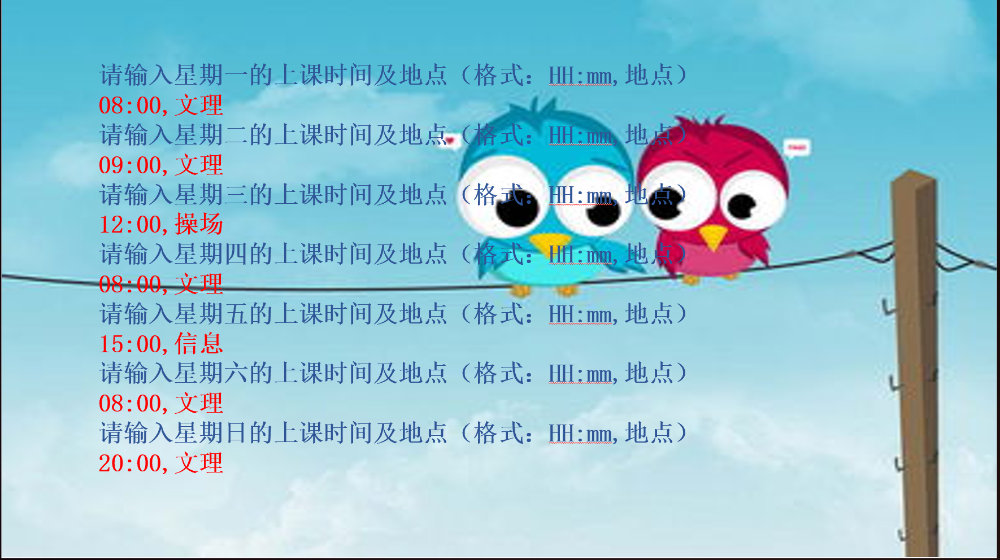 请输入星期一的上课时间及地点（格式：HH:mm,地点）
08:00,文理
请输入星期二的上课时间及地点（格式：HH:mm,地点）
09:00,文理
请输入星期三的上课时间及地点（格式：HH:mm,地点）
12:00,操场
请输入星期四的上课时间及地点（格式：HH:mm,地点）
08:00,文理
请输入星期五的上课时间及地点（格式：HH:mm,地点）
15:00,信息
请输入星期六的上课时间及地点（格式：HH:mm,地点）
08:00,文理
请输入星期日的上课时间及地点（格式：HH:mm,地点）
20:00,文理